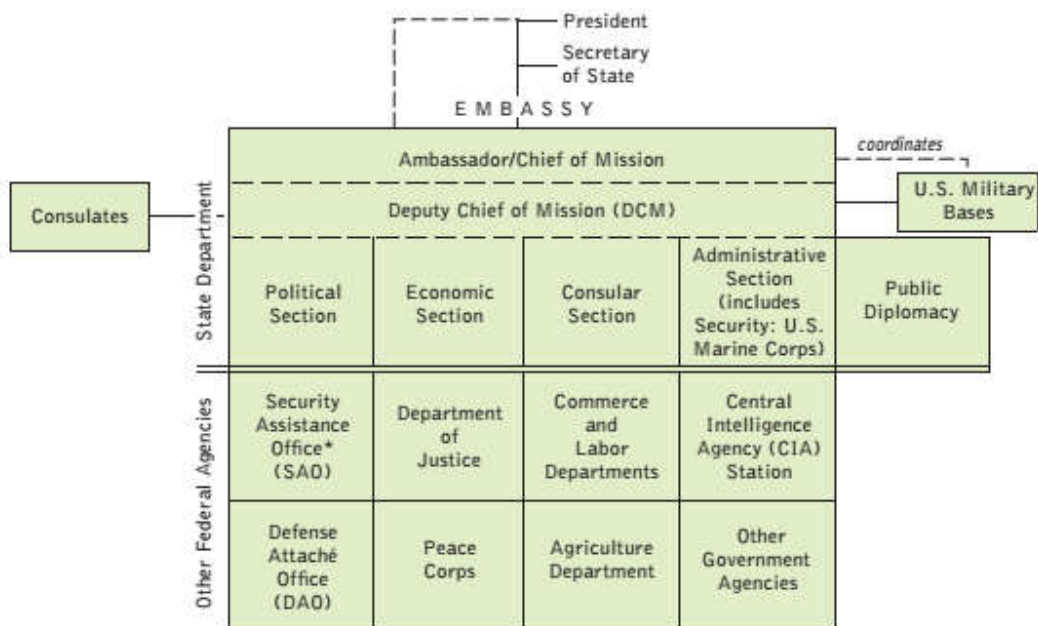 President
Secretary
of State
EMBASSY
Ambassador/Chief of Mission
coordinates
Consulates
Deputy Chief of Mission (DCM)
U.S. Military
Bases
State Department
Political
Section
Economic
Section
Consular
Section
Administrative
Section
(includes
Security: U.S.
Marine Corps)
Public
Diplomacy
Other Federal Agencies
Security
Assistance
Office*
(SAO)
Department
of
Justice
Commerce
and
Labor
Departments
Central
Intelligence
Agency (CIA)
Station
Defense
Attaché
Office
(DAO)
Peace
Corps
Agriculture
Department
Other
Government
Agencies